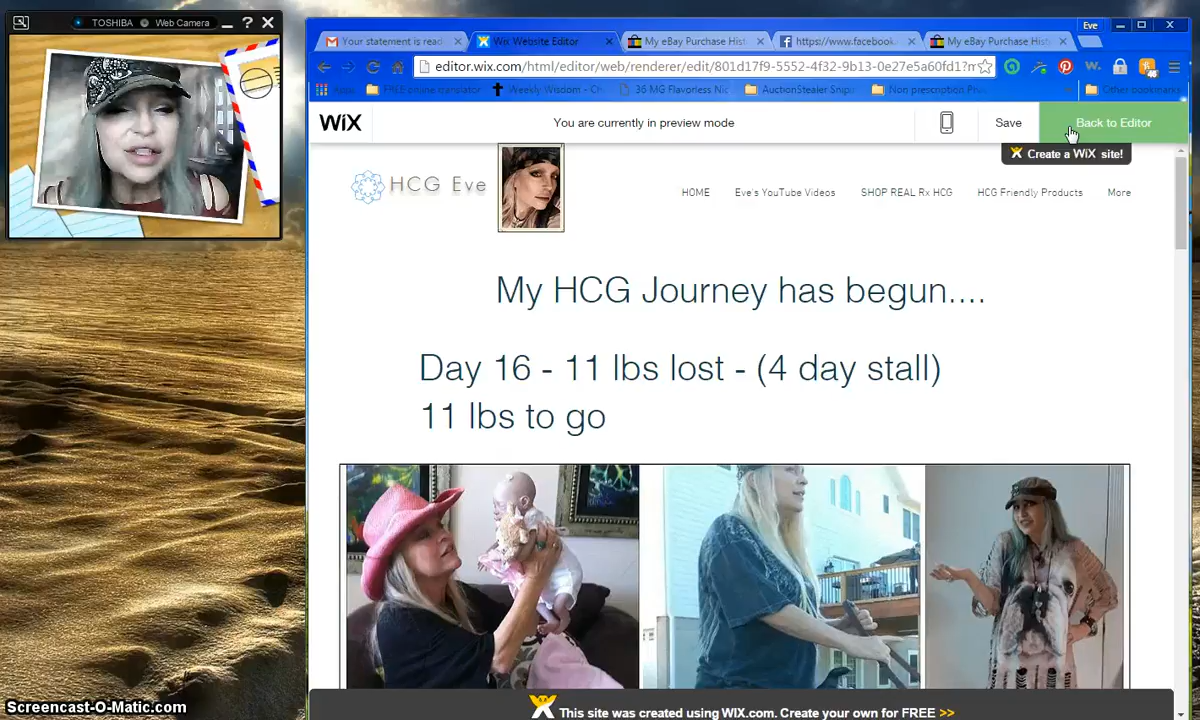 TOSHIBA Web Camera
Eve
Your statement is read
Wix Website Editor
My eBay Purchase Hist
https://www.facebook.
My eBay Purchase Hist
editor.wix.com/html/editor/web/renderer/edit/801d17f9-5552-4f32-9b13-0e27e5a60fd1?m
Apps
FREE online translator
Weekly Wisdom - Ch
36 MG Flavorless Nic
AuctionStealer Snip
Non prescription Ph
Other bookmarks
WiX
You are currently in preview mode
Save
Back to Editor
Create a WiX site!
HCG Eve
HOME
Eve's YouTube Videos
SHOP REAL Rx HCG
HCG Friendly Products
More
My HCG Journey has begun....
Day 16 - 11 lbs lost - (4 day stall)
11 lbs to go
Screencast-O-Matic.com
This site was created using WIX.com. Create your own for FREE >>